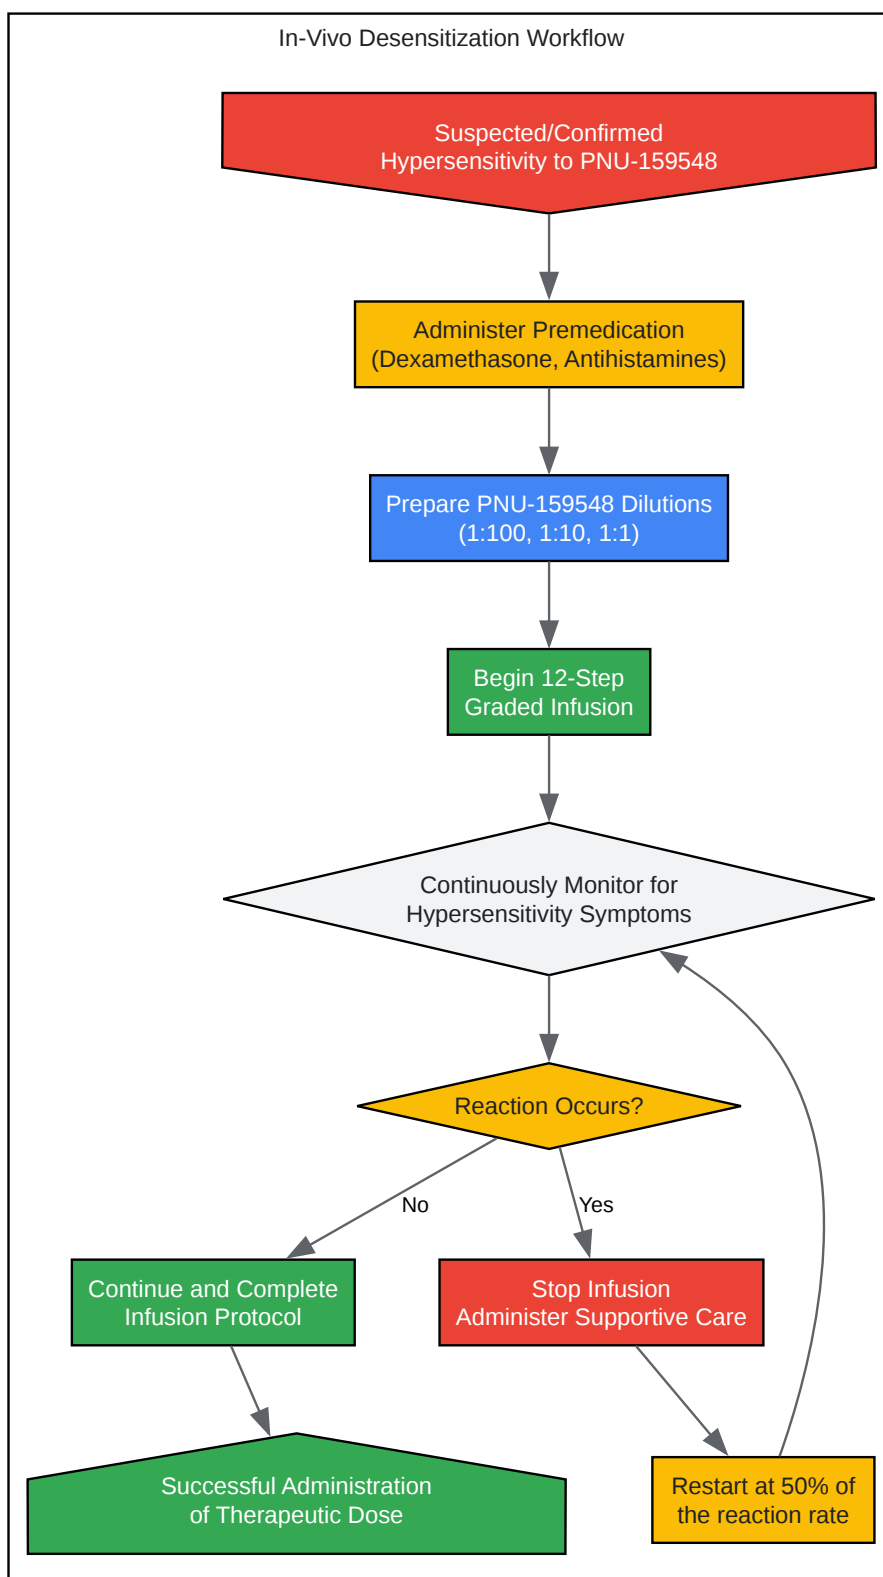 In-Vivo Desensitization Workflow
Suspected/Confirmed
Hypersensitivity to PNU-159548
Administer Premedication
(Dexamethasone, Antihistamines)
Prepare PNU-159548 Dilutions
(1:100, 1:10, 1:1)
Begin 12-Step
Graded Infusion
Continuously Monitor for
Hypersensitivity Symptoms
Reaction Occurs?
No
Yes
Continue and Complete
Infusion Protocol
Stop Infusion
Administer Supportive Care
Successful Administration
of Therapeutic Dose
Restart at 50% of
the reaction rate